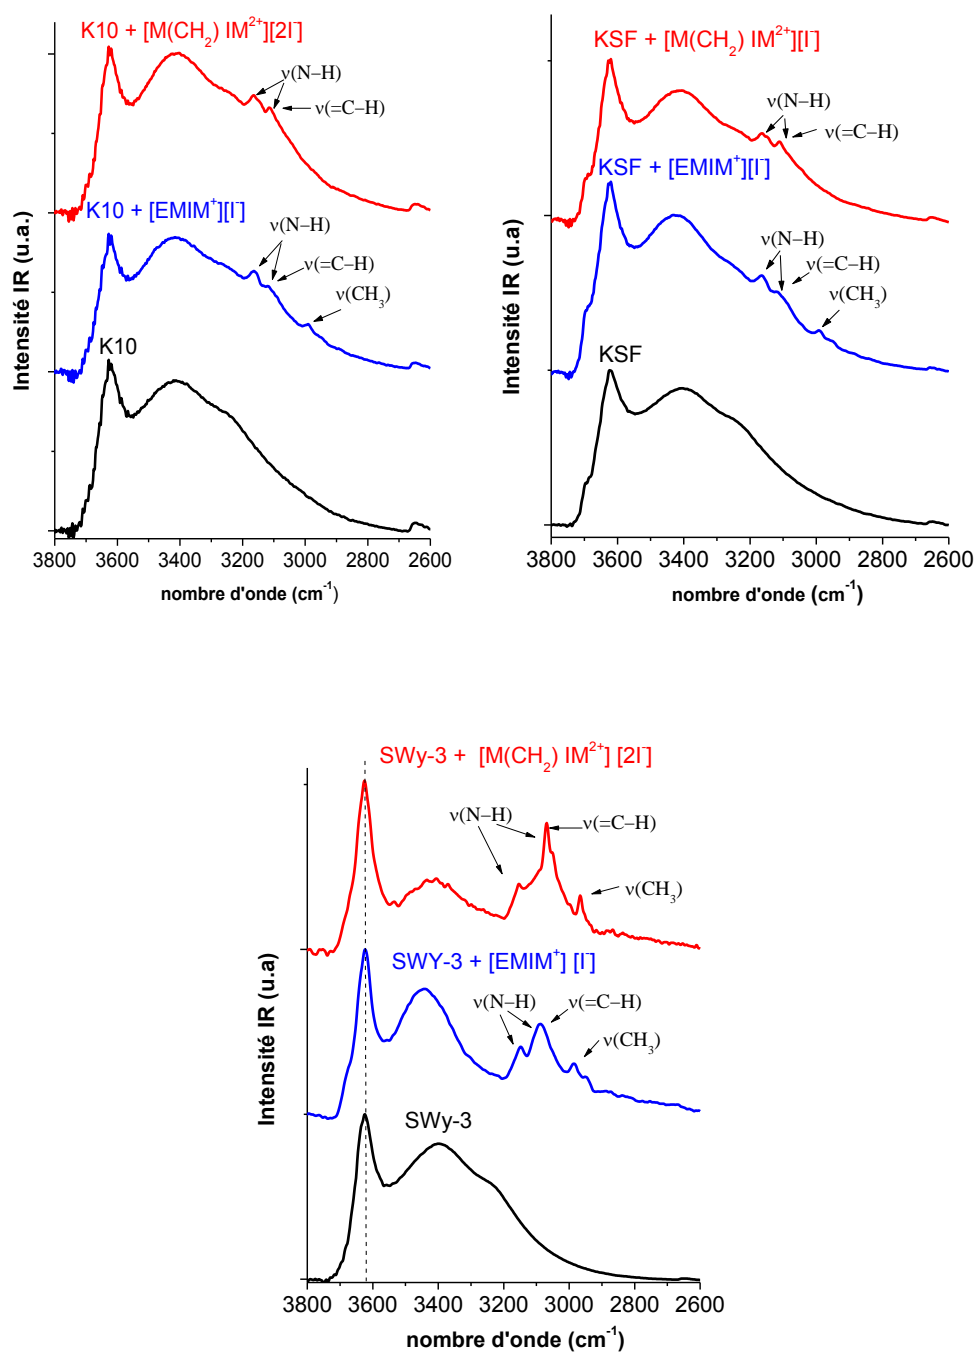 K10 + [M(CH₂) IM²⁺][2I⁻]
ν(N–H)
ν(=C–H)
K10 + [EMIM⁺][I⁻]
ν(N–H)
ν(=C–H)
ν(CH₃)
K10
Intensité IR (u.a.)
3800 3600 3400 3200 3000 2800 2600
nombre d'onde (cm⁻¹)
KSF + [M(CH₂) IM²⁺][I⁻]
ν(N–H)
ν(=C–H)
KSF + [EMIM⁺][I⁻]
ν(N–H)
ν(=C–H)
ν(CH₃)
KSF
Intensité IR (u.a)
3800 3600 3400 3200 3000 2800 2600
nombre d'onde (cm⁻¹)
SWy-3 + [M(CH₂) IM²⁺] [2I⁻]
ν(N–H)
ν(=C–H)
ν(CH₃)
SWY-3 + [EMIM⁺] [I⁻]
ν(N–H)
ν(=C–H)
ν(CH₃)
SWy-3
Intensité IR (u.a)
3800 3600 3400 3200 3000 2800 2600
nombre d'onde (cm⁻¹)